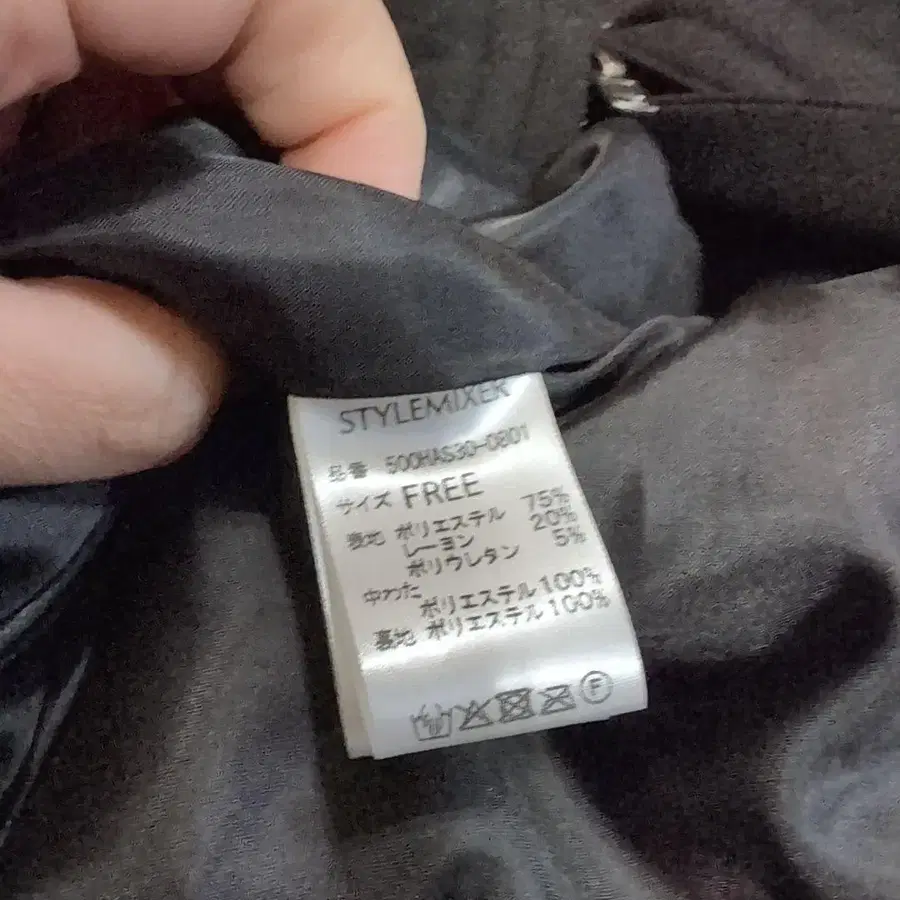 STYLEMIXER
品番 500HAS30-0801
サイズ FREE
表地 ポリエステル 75%
レーヨン 20%
ポリウレタン 5%
中わた
ポリエステル 100%
裏地 ポリエステル 100%
F